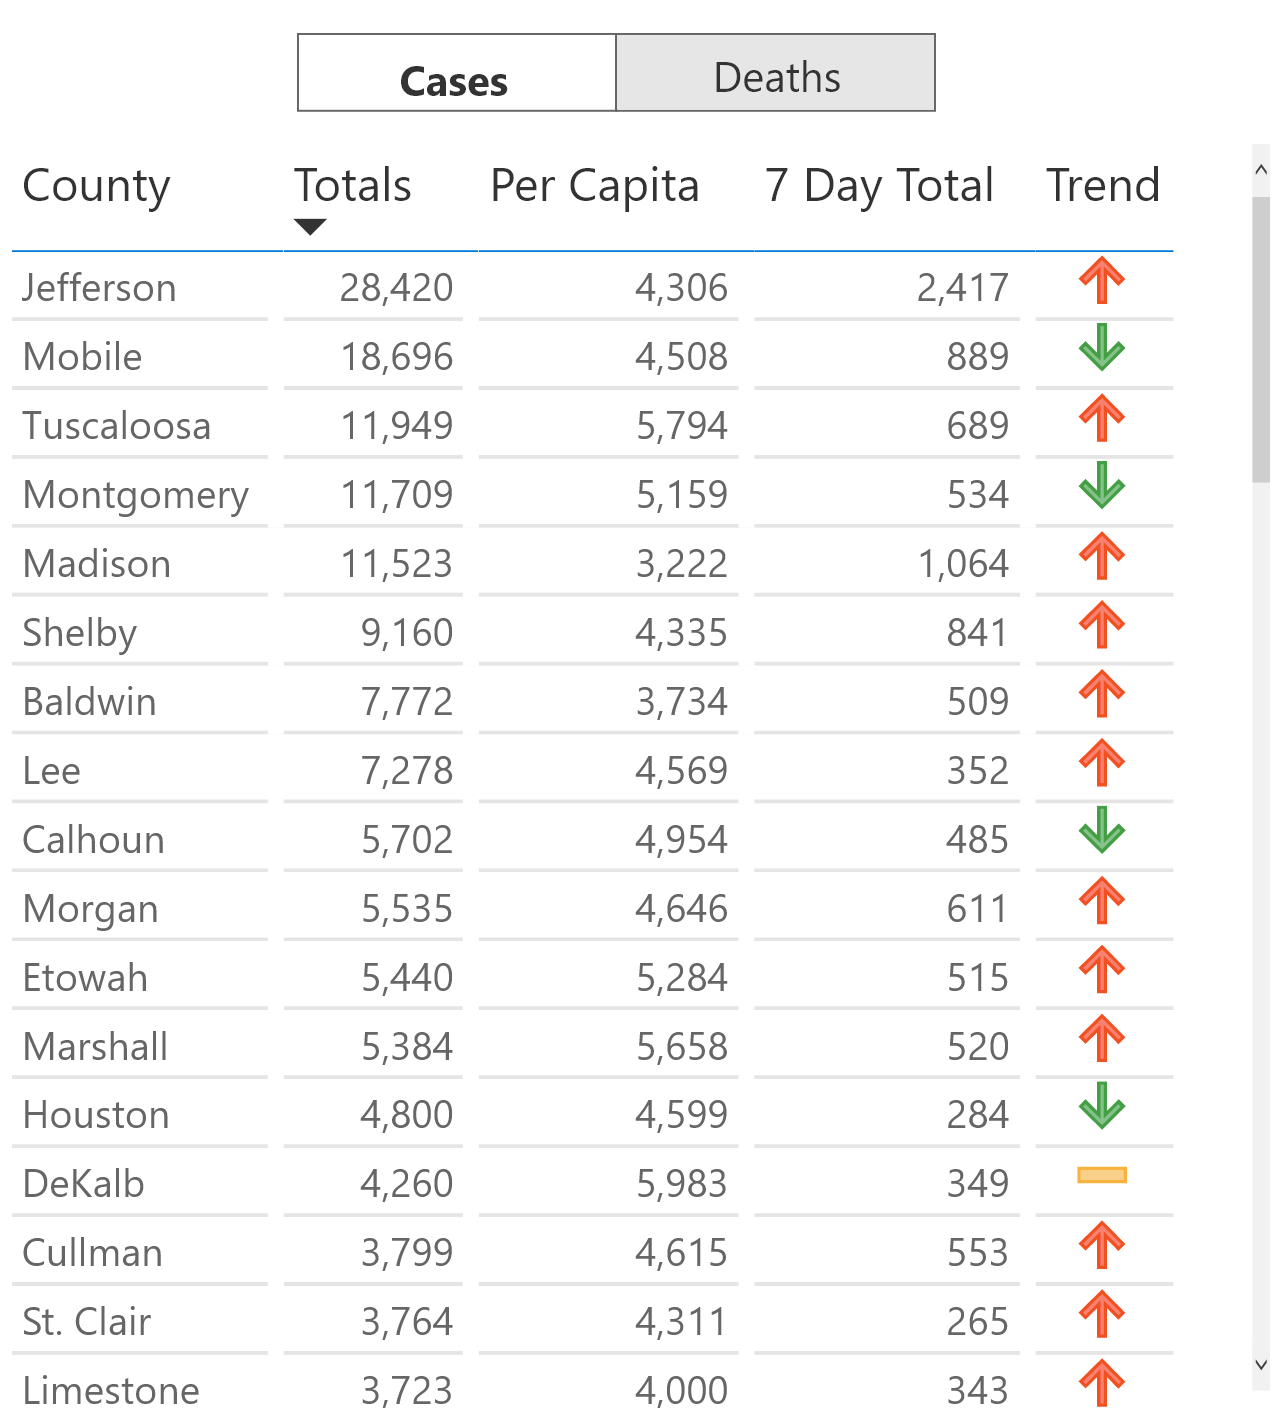 Cases Deaths
County Totals Per Capita 7 Day Total Trend
Jefferson 28,420 4,306 2,417
Mobile 18,696 4,508 889
Tuscaloosa 11,949 5,794 689
Montgomery 11,709 5,159 534
Madison 11,523 3,222 1,064
Shelby 9,160 4,335 841
Baldwin 7,772 3,734 509
Lee 7,278 4,569 352
Calhoun 5,702 4,954 485
Morgan 5,535 4,646 611
Etowah 5,440 5,284 515
Marshall 5,384 5,658 520
Houston 4,800 4,599 284
DeKalb 4,260 5,983 349
Cullman 3,799 4,615 553
St. Clair 3,764 4,311 265
Limestone 3,723 4,000 343